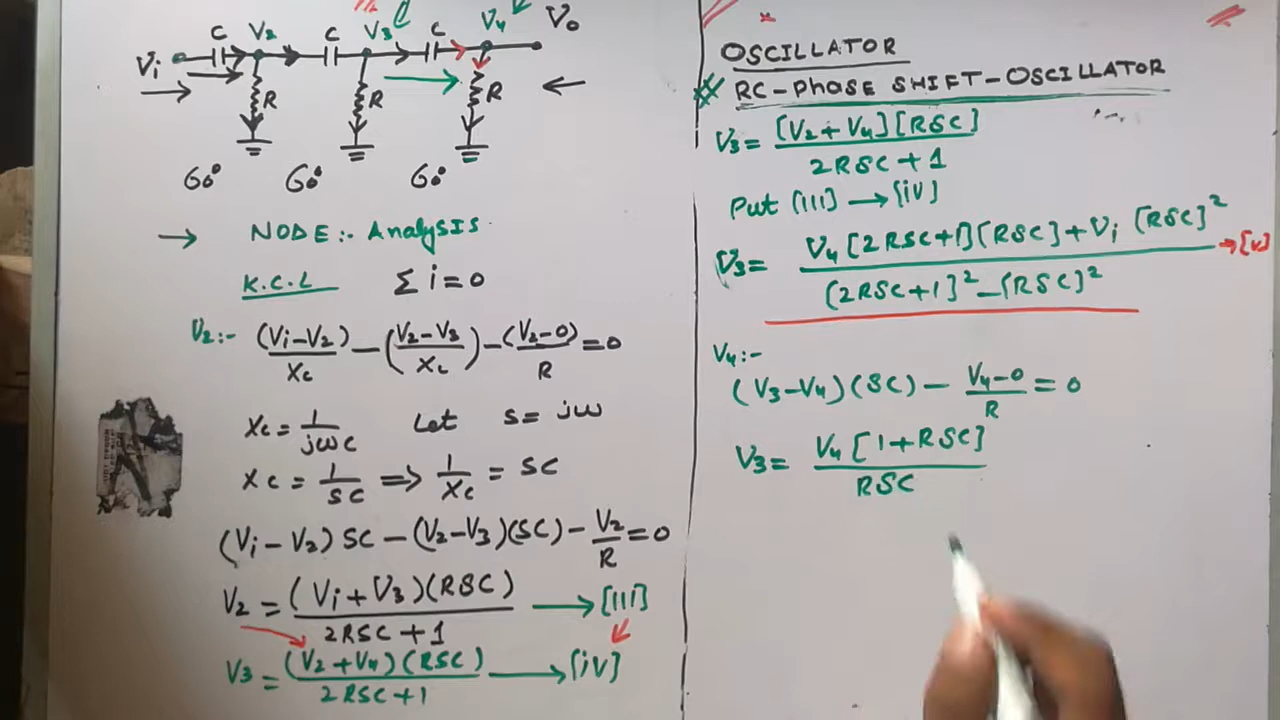 C V₂ C V₃ C V₄ V₀
Vi
R R R
60° 60° 60°
→ NODE:- Analysis
K.C.L Σi=0
V₂:- (Vi-V₂)/Xc - (V₂-V₃/Xc) - (V₂-0)/R = 0
Xc = 1/jωc Let S = jω
Xc = 1/SC ⇒ 1/Xc = SC
(Vi - V₂) SC - (V₂-V₃)(SC) - V₂/R = 0
V₂ = (Vi+V₃)(RSC)/2RSC+1 → [III]
V₃ = (V₂+V₄)(RSC)/2RSC+1 → [iv]
OSCILLATOR
RC-PhaSE SHIFT-OSCILLATOR
V₃ = [V₂+V₄][RSC]/2RSC+1
Put [III] → [iv]
V₃ = V₄[2RSC+1](RSC]+Vi [RSC]²/(2RSC+1]²-[RSC]² → [v]
V₄:-
(V₃-V₄)(SC) - V₄-0/R = 0
V₃ = V₄[1+RSC]/RSC